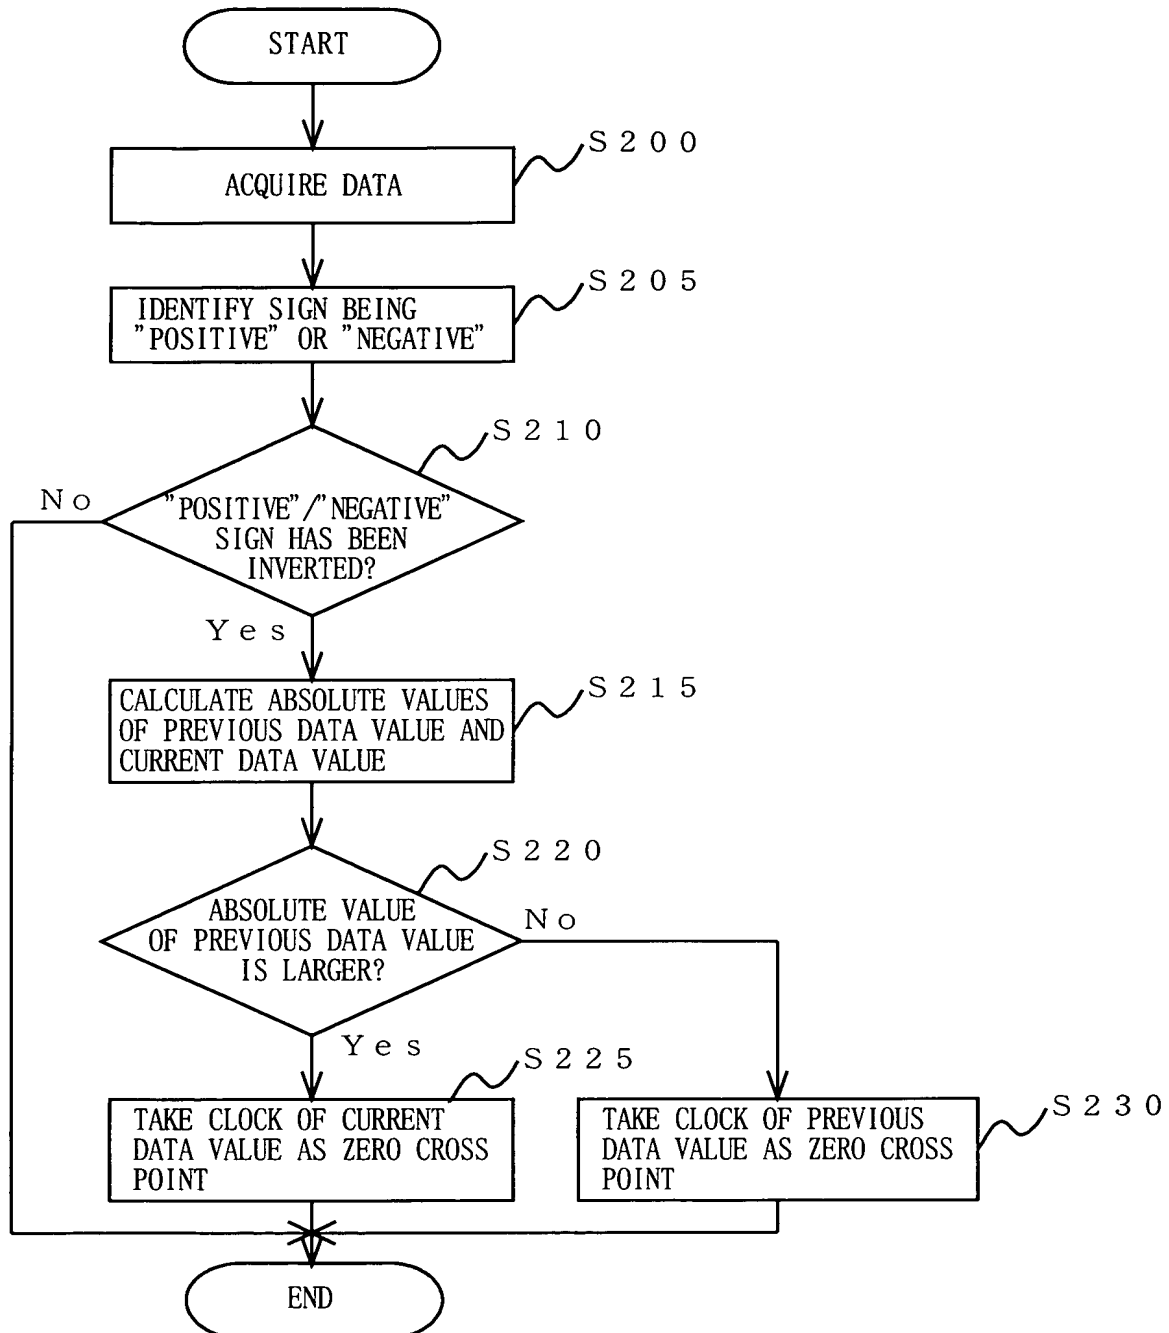 START
S200
ACQUIRE DATA
S205
IDENTIFY SIGN BEING
"POSITIVE" OR "NEGATIVE"
S210
No
"POSITIVE"/"NEGATIVE"
SIGN HAS BEEN
INVERTED?
Yes
S215
CALCULATE ABSOLUTE VALUES
OF PREVIOUS DATA VALUE AND
CURRENT DATA VALUE
S220
ABSOLUTE VALUE
OF PREVIOUS DATA VALUE
IS LARGER?
No
Yes
S225
TAKE CLOCK OF CURRENT
DATA VALUE AS ZERO CROSS
POINT
S230
TAKE CLOCK OF PREVIOUS
DATA VALUE AS ZERO CROSS
POINT
END